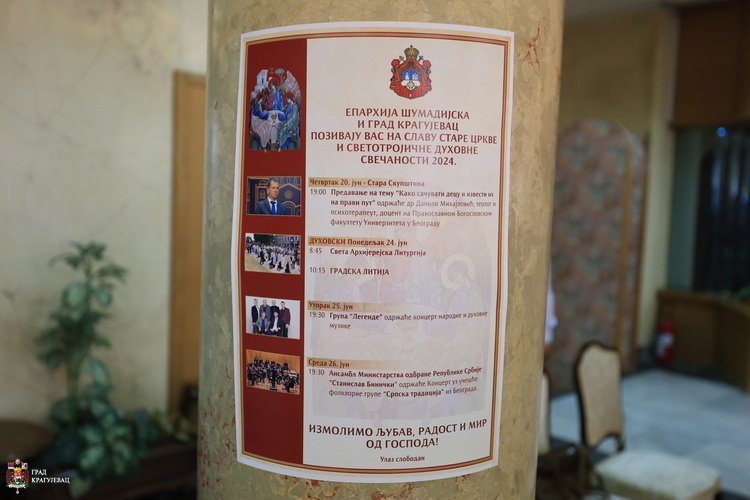 ЕПАРХИЈА ШУМАДИЈСКА
И ГРАД КРАГУЈЕВАЦ
ПОЗИВАЈУ ВАС НА СЛАВУ СТАРЕ ЦРКВЕ
И СВЕТОТРОЈИЧНЕ ДУХОВНЕ
СВЕЧАНОСТИ 2024.
Четвртак 20. јун - Стара Скупштина
19:00 Предавање на тему "Како сачувати децу и извести их
на прави пут" одржаће др Данило Михајловић, теолог и
психотерапеут, доцент на Православном Богословском
факултету Универзитета у Београду
ДУХОВСКИ Понедељак 24. јун
8:45 Света Архијерејска Литургија
10:15 ГРАДСКА ЛИТИЈА
Уторак 25. јун
19:30 Група "Легенде" одржаће концерт народне и духовне
музике
Среда 26. јун
19:30 Ансамбл Министарства одбране Републике Србије
"Станислав Бинички" одржаће Концерт уз учешће
фолклорне групе "Српска традиција" из Београда.
ИЗМОЛИМО ЉУБАВ, РАДОСТ И МИР
ОД ГОСПОДА!
Улаз слободан
ГРАД
КРАГУЈЕВАЦ